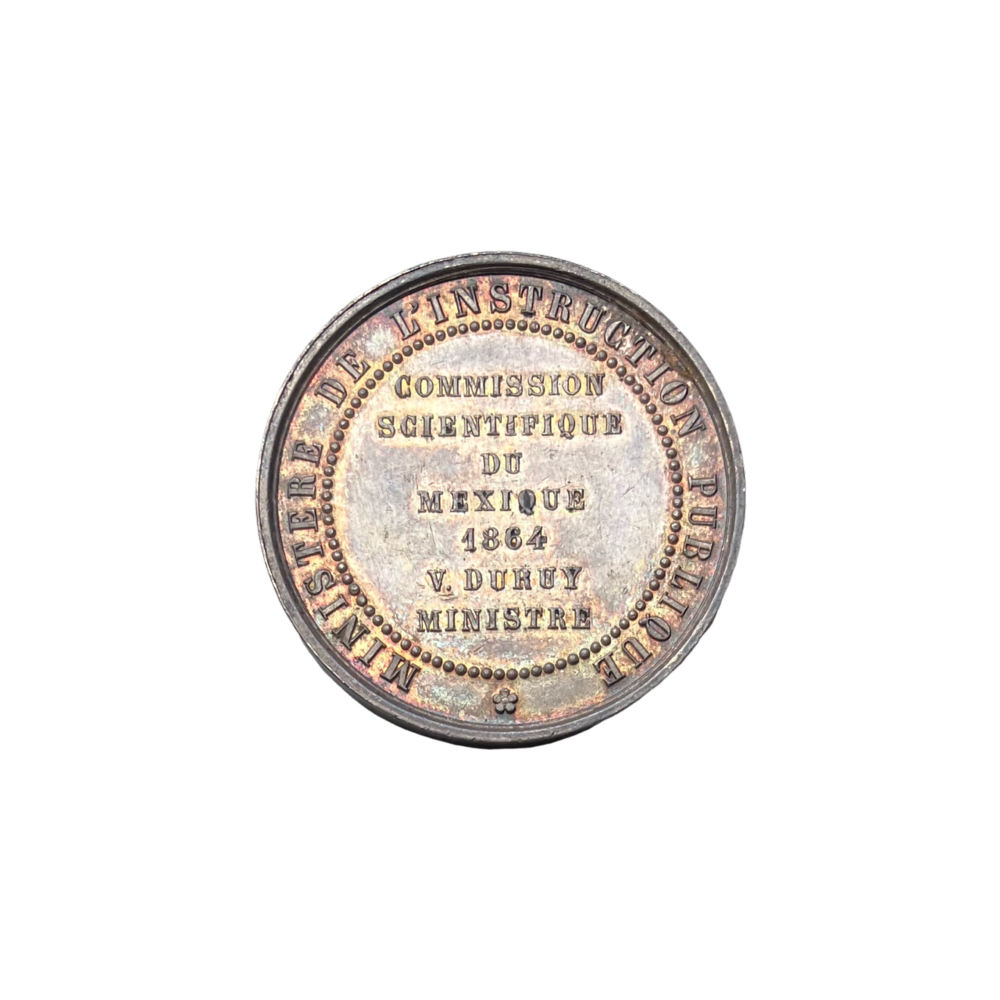 MINISTERE DE L'INSTRUCTION PUBLIQUE
COMMISSION
SCIENTIFIQUE
DU
MEXIQUE
1864
V. DURUY
MINISTRE